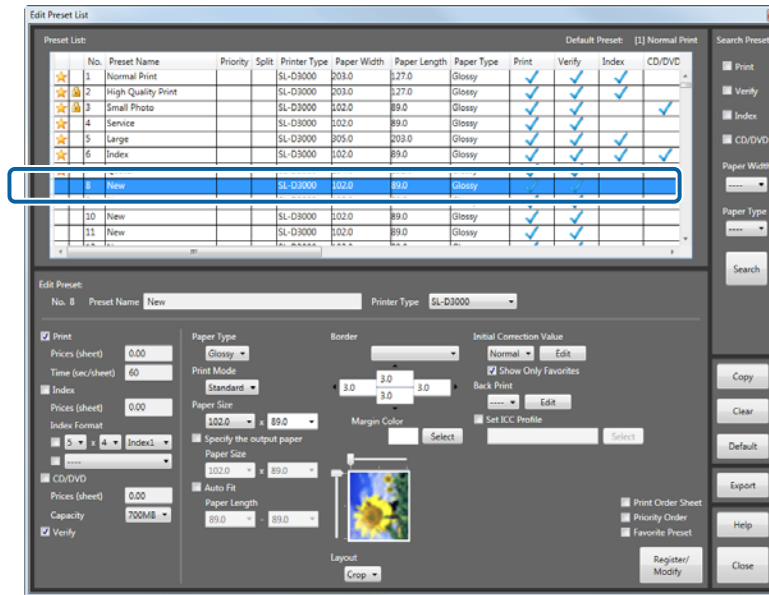 Edit Preset List
Preset List: Default Preset: [1] Normal Print
No. Preset Name Priority Split Printer Type Paper Width Paper Length Paper Type Print Verify Index CD/DVD
1 Normal Print SL-D3000 203.0 127.0 Glossy
2 High Quality Print SL-D3000 203.0 127.0 Glossy
3 Small Photo SL-D3000 102.0 89.0 Glossy
4 Service SL-D3000 102.0 89.0 Glossy
5 Large SL-D3000 305.0 203.0 Glossy
6 Index SL-D3000 102.0 89.0 Glossy
8 New SL-D3000 102.0 89.0 Glossy
10 New SL-D3000 102.0 89.0 Glossy
11 New SL-D3000 102.0 89.0 Glossy
Search Preset
Print
Verify
Index
CD/DVD
Paper Width
----
Paper Type
----
Search
Edit Preset:
No. 8 Preset Name New Printer Type SL-D3000
Print
Prices (sheet) 0.00
Time (sec/sheet) 60
Index
Prices (sheet) 0.00
Index Format
5 x 4 Index1
----
CD/DVD
Prices (sheet) 0.00
Capacity 700MB
Verify
Paper Type
Glossy
Print Mode
Standard
Paper Size
102.0 x 89.0
Specify the output paper
Paper Size
102.0 x 89.0
Auto Fit
Paper Length
89.0 - 89.0
Border
3.0
3.0 3.0
3.0
Margin Color
Select
Layout
Crop
Initial Correction Value
Normal Edit
Show Only Favorites
Back Print
---- Edit
Set ICC Profile
Select
Print Order Sheet
Priority Order
Favorite Preset
Register/
Modify
Copy
Clear
Default
Export
Help
Close